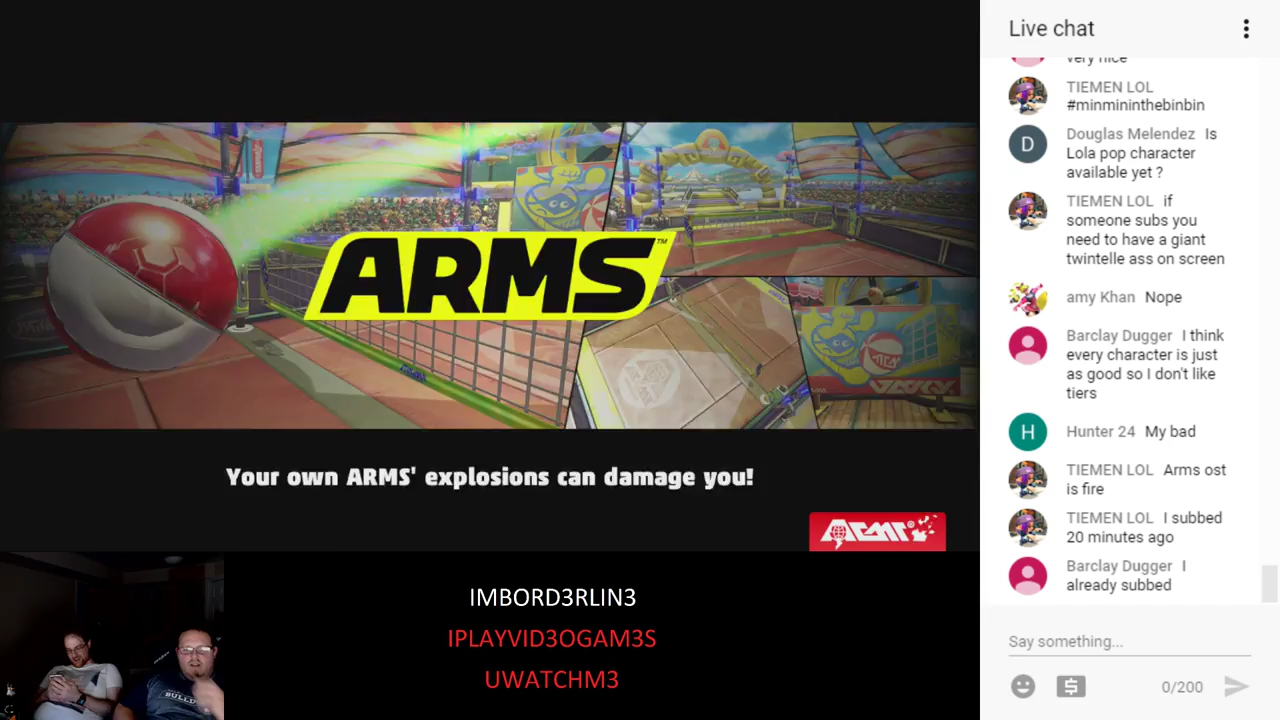 ARMS™
Your own ARMS' explosions can damage you!
IMBORD3RLIN3
IPLAYVID3OGAM3S
UWATCHM3
Live chat
very nice
TIEMEN LOL
#minmininthebinbin
Douglas Melendez Is
Lola pop character
available yet ?
TIEMEN LOL if
someone subs you
need to have a giant
twintelle ass on screen
amy Khan Nope
Barclay Dugger I think
every character is just
as good so I don't like
tiers
H
Hunter 24 My bad
TIEMEN LOL Arms ost
is fire
TIEMEN LOL I subbed
20 minutes ago
Barclay Dugger I
already subbed
Say something...
0/200
D